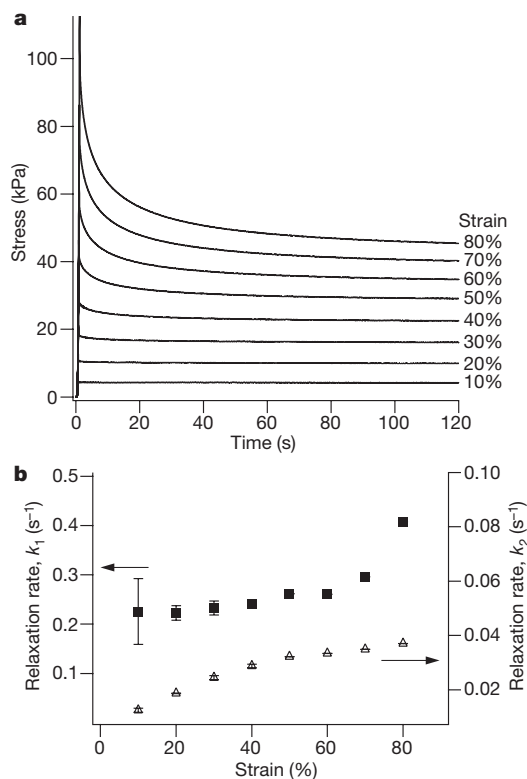 a
100
80
60
40
20
0
Stress (kPa)
Strain
80%
70%
60%
50%
40%
30%
20%
10%
0 20 40 60 80 100 120
Time (s)
b
0.5
0.4
0.3
0.2
0.1
Relaxation rate, k₁ (s⁻¹)
0.10
0.08
0.06
0.04
0.02
Relaxation rate, k₂ (s⁻¹)
0 20 40 60 80
Strain (%)